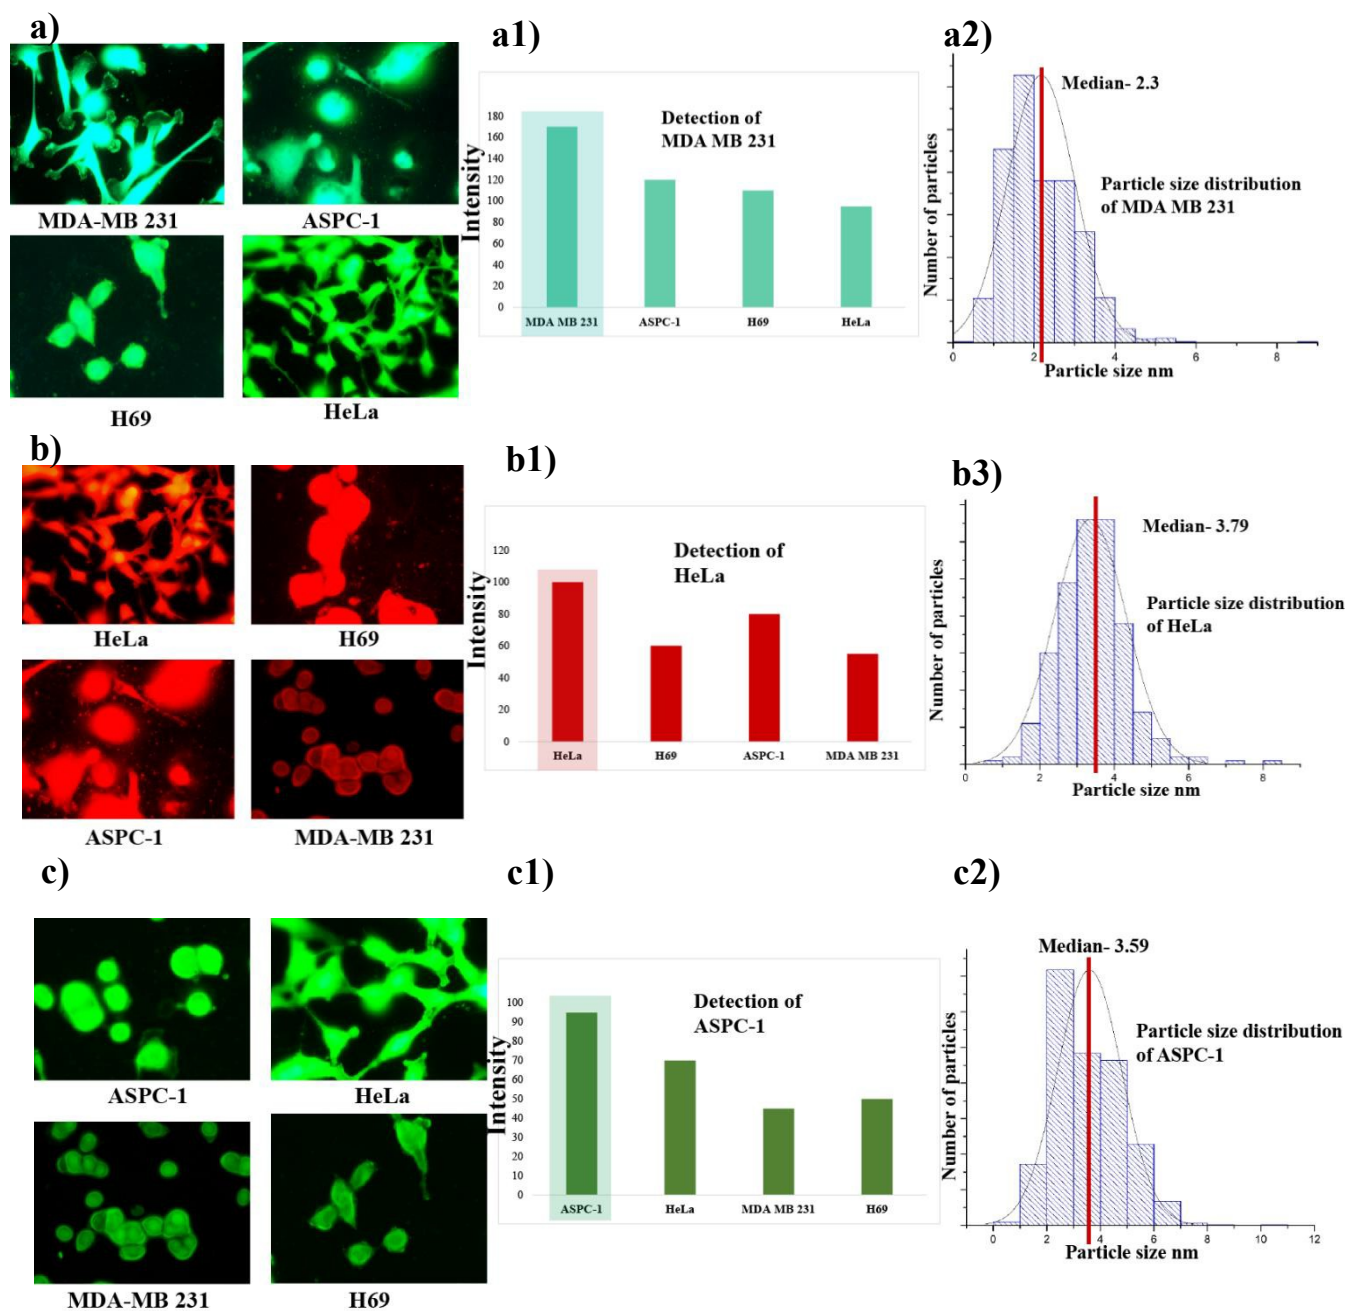 a)
MDA-MB 231
ASPC-1
H69
HeLa
a1)
Detection of
MDA MB 231
Intensity
180
160
140
120
100
80
60
40
20
0
MDA MB 231
ASPC-1
H69
HeLa
a2)
Median- 2.3
Particle size distribution
of MDA MB 231
Number of particles
0
2
4
6
8
Particle size nm
b)
HeLa
H69
ASPC-1
MDA-MB 231
b1)
Detection of
HeLa
Intensity
120
100
80
60
40
20
0
HeLa
H69
ASPC-1
MDA MB 231
b3)
Median- 3.79
Particle size distribution
of HeLa
Number of particles
0
2
4
6
8
Particle size nm
c)
ASPC-1
HeLa
MDA-MB 231
H69
c1)
Detection of
ASPC-1
Intensity
100
90
80
70
60
50
40
30
20
10
0
ASPC-1
HeLa
MDA MB 231
H69
c2)
Median- 3.59
Particle size distribution
of ASPC-1
Number of particles
0
2
4
6
8
10
12
Particle size nm